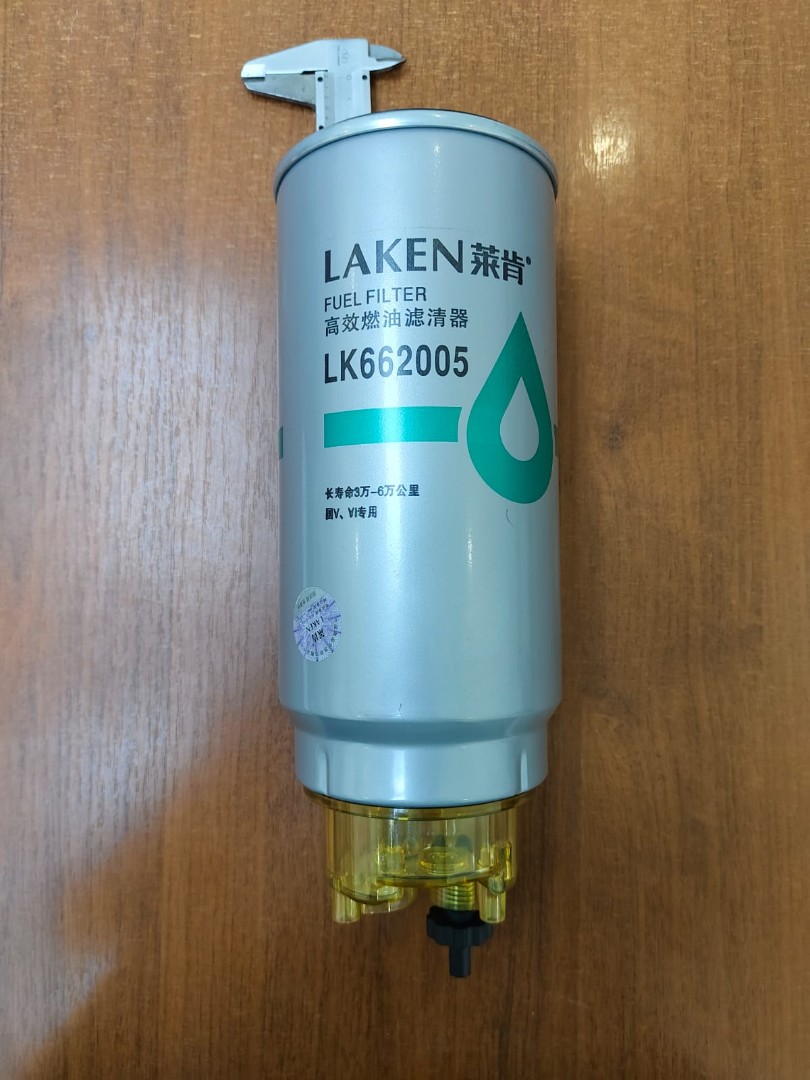 LAKEN莱肯
FUEL FILTER
高效燃油滤清器
LK662005
长寿命3万-6万公里
国V、VI专用
LAKEN